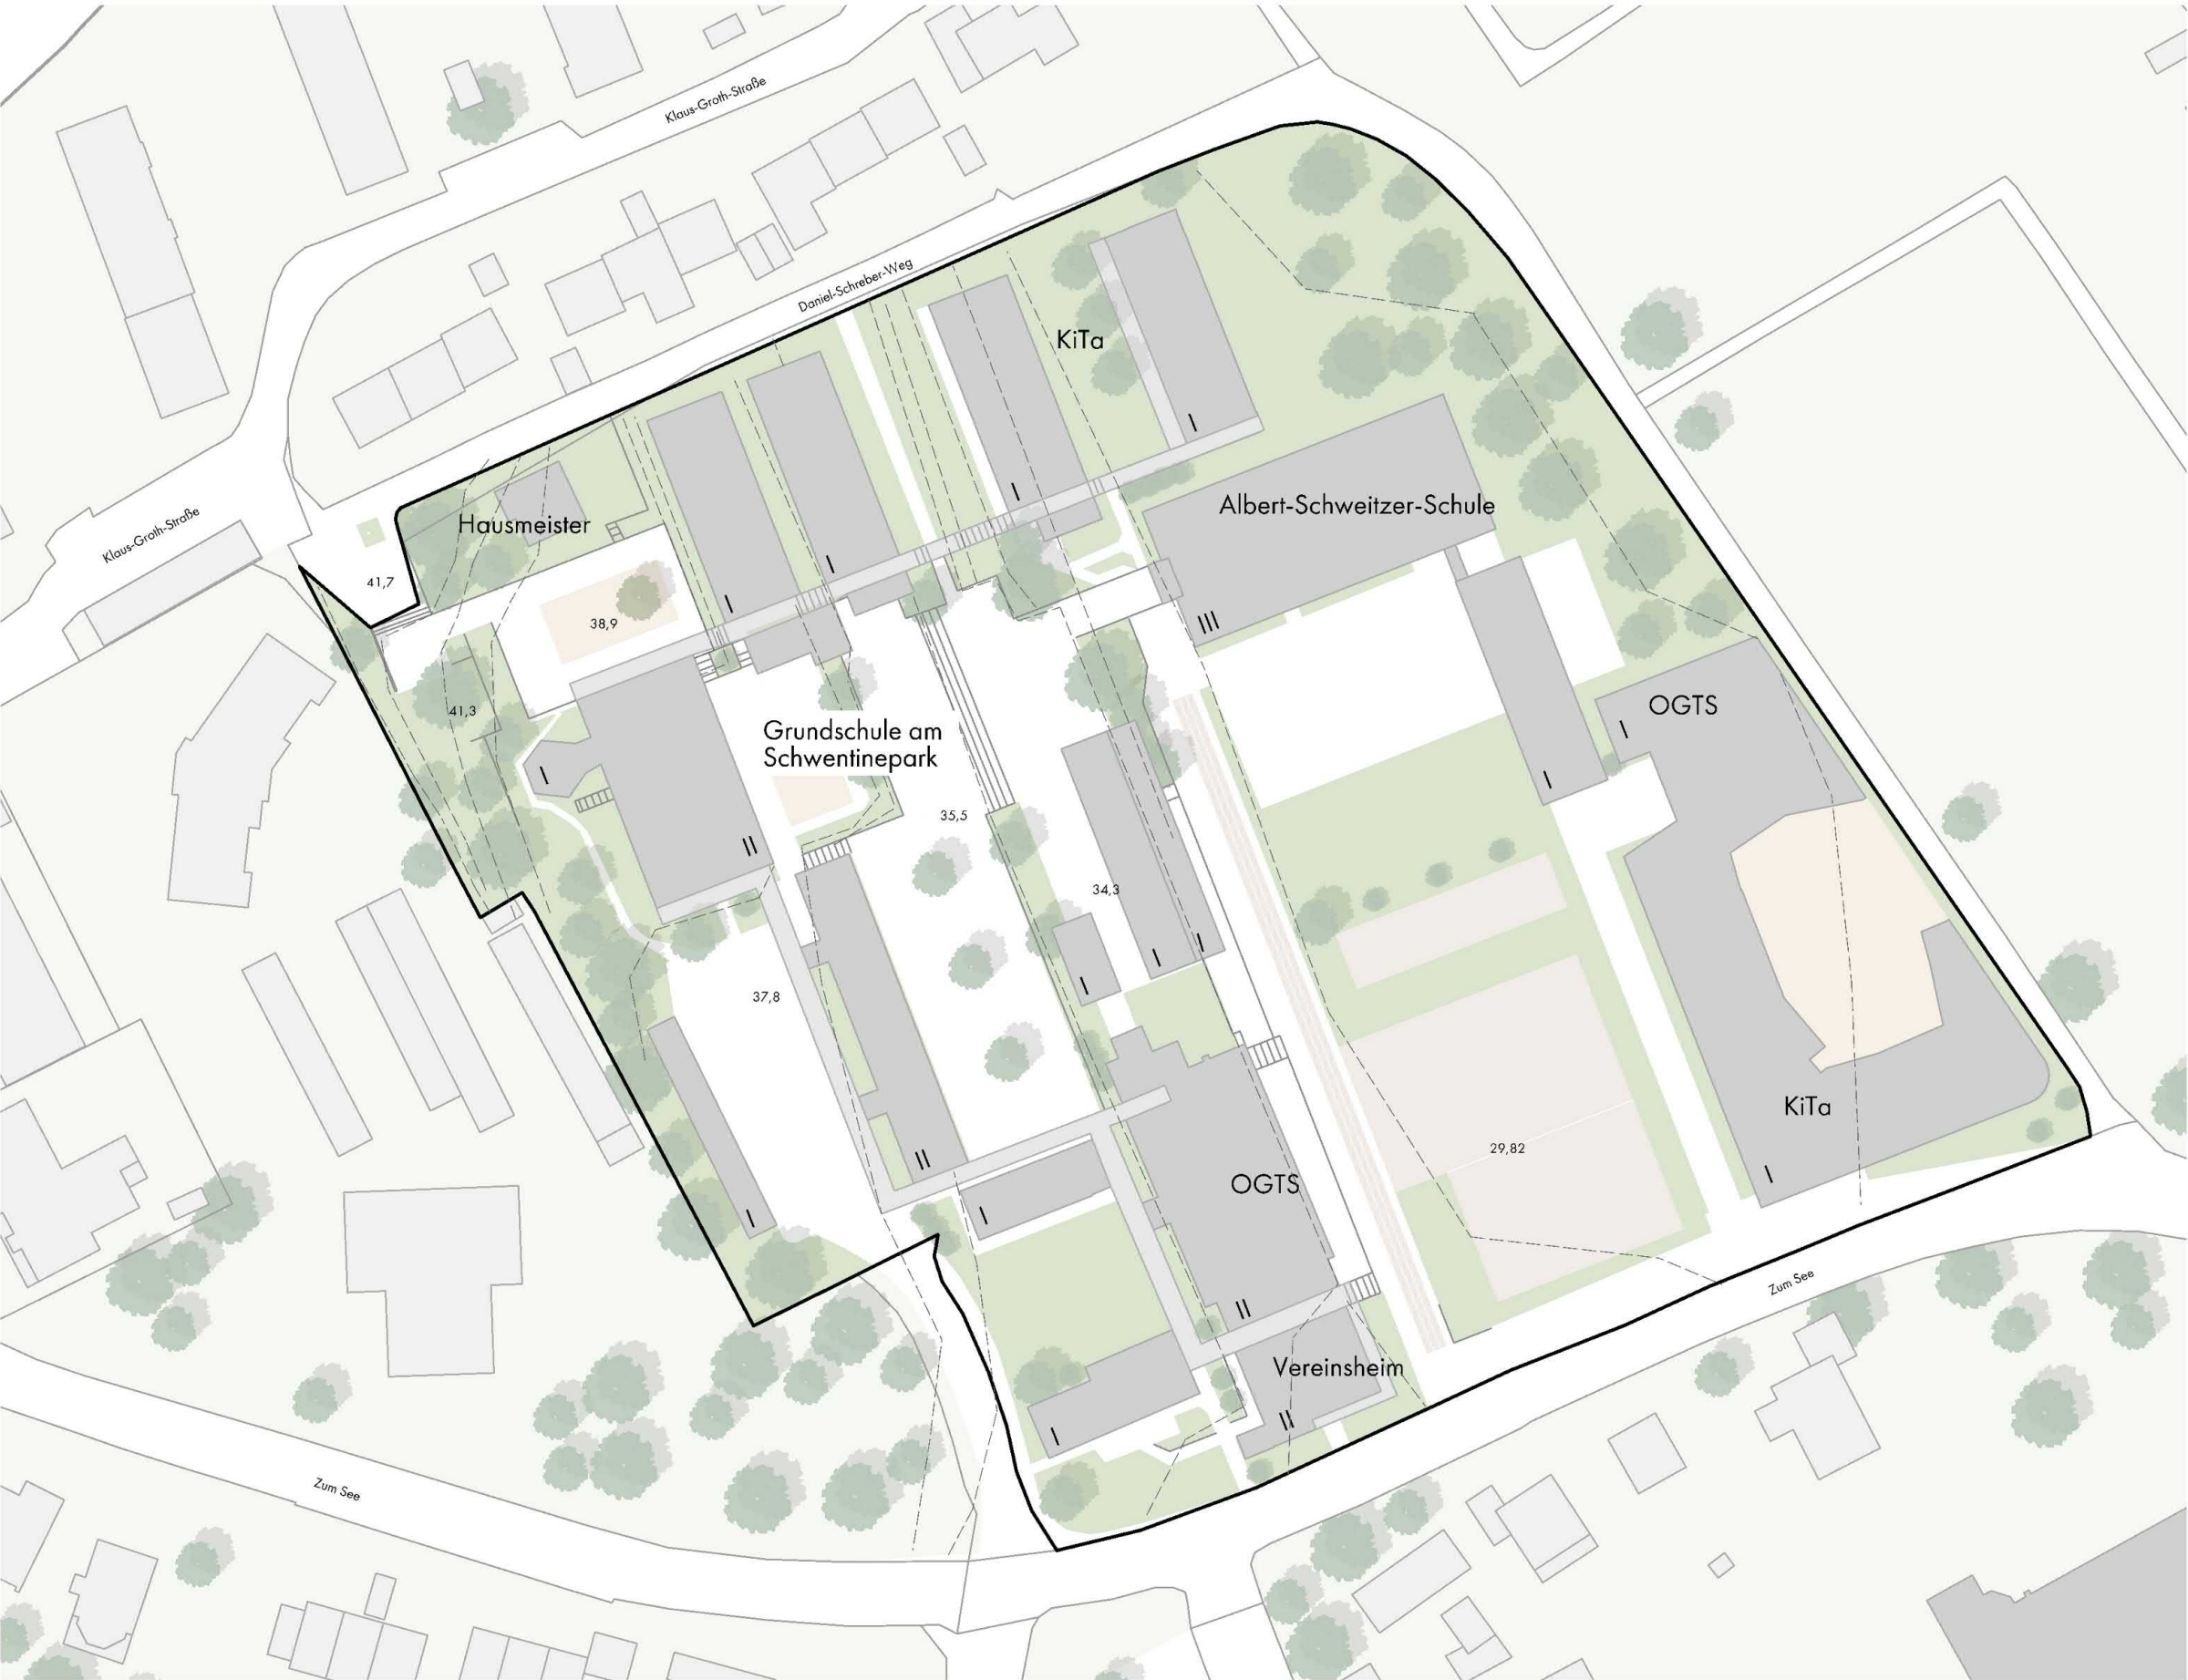 Klaus-Groth-Straße
Daniel-Schreber-Weg
KiTa
I
Klaus-Groth-Straße
Hausmeister
I
Albert-Schweitzer-Schule
41,7
38,9
I
I
III
41,3
OGTS
I
Grundschule am
Schwentinepark
I
I
35,5
II
34,3
I
I
I
37,8
29,82
KiTa
II
I
OGTS
I
I
Zum See
II
Vereinsheim
II
I
Zum See